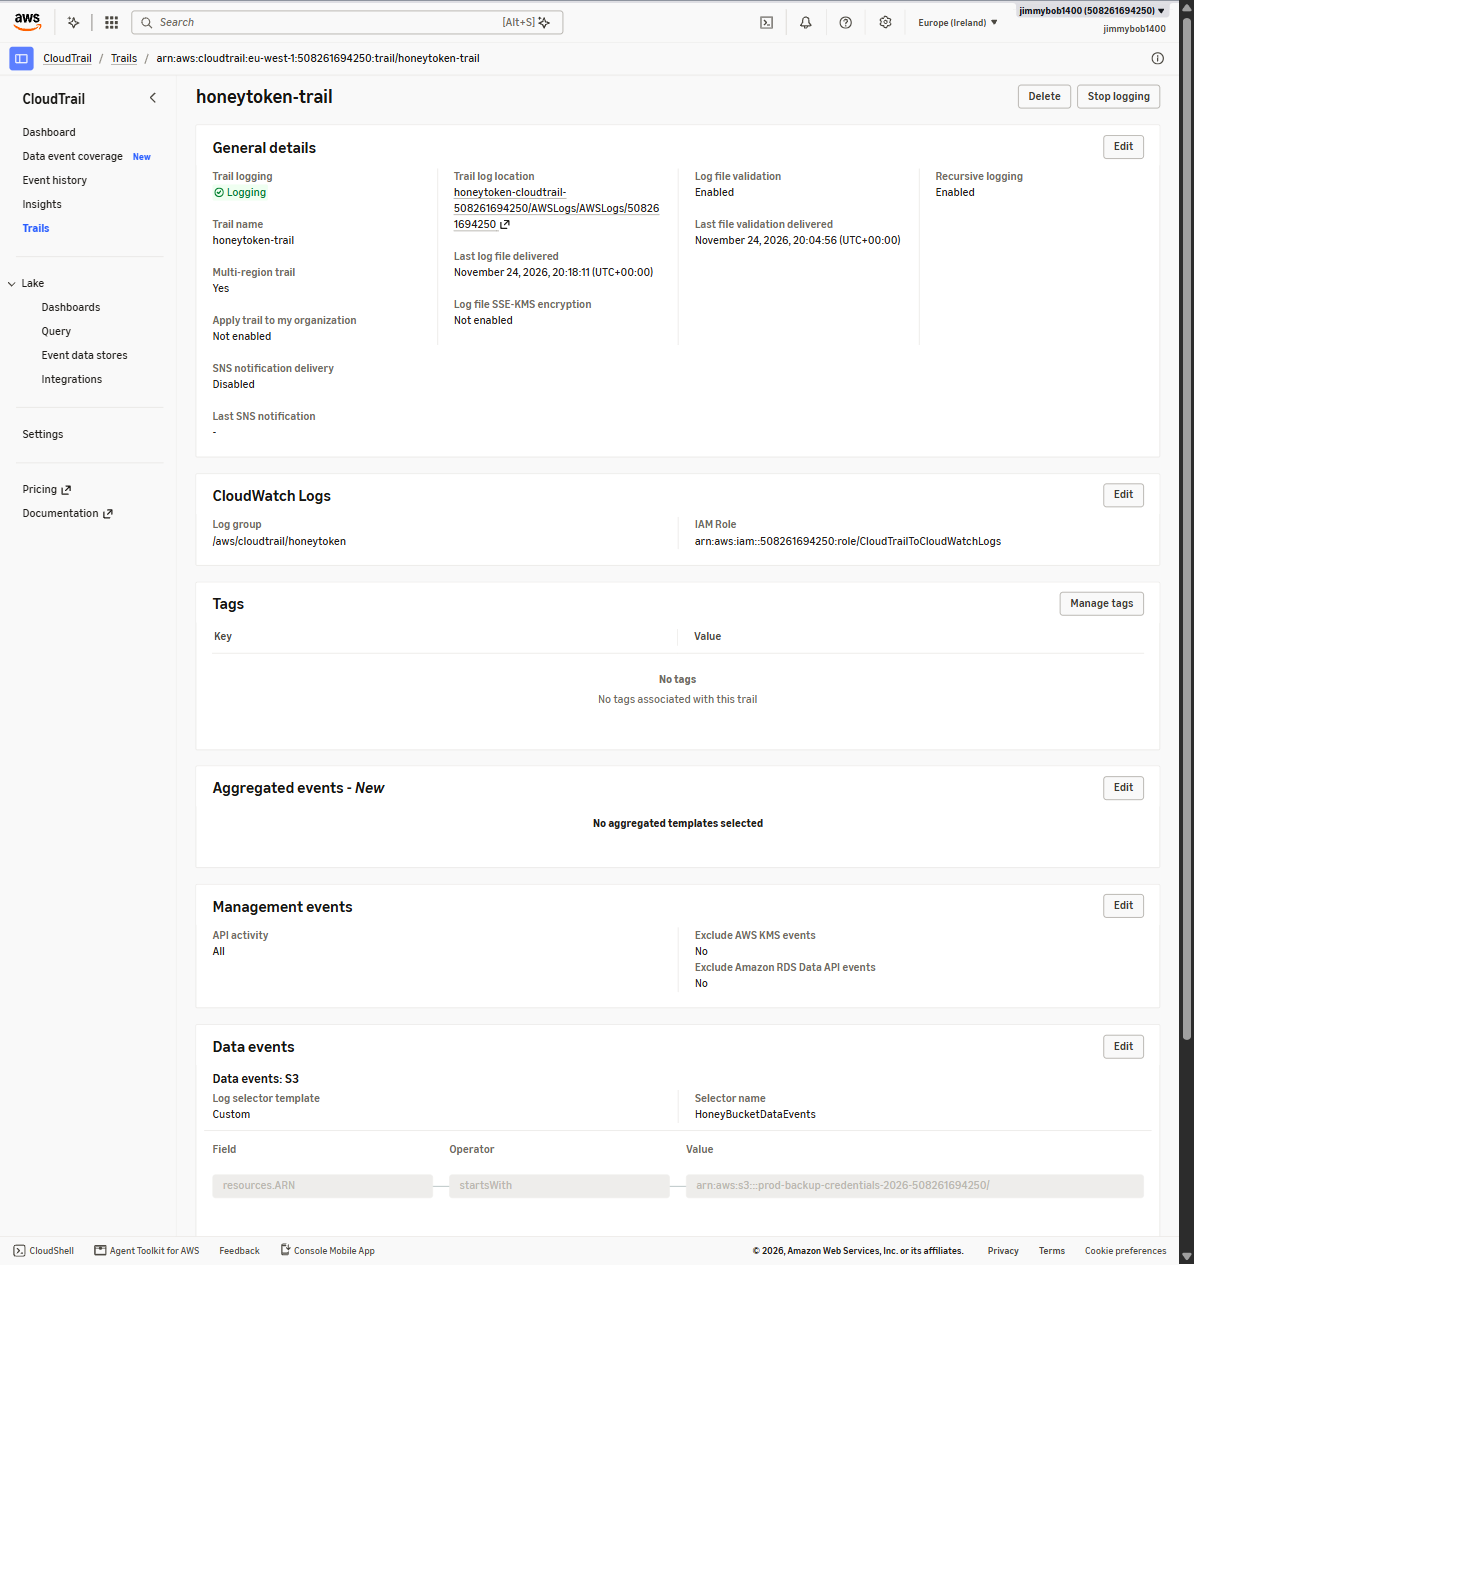 aws
Search
[Alt+S]
Europe (Ireland) ▼
jimmybob1400 (508261694250) ▼
jimmybob1400
CloudTrail / Trails / arn:aws:cloudtrail:eu-west-1:508261694250:trail/honeytoken-trail
CloudTrail
Dashboard
Data event coverage New
Event history
Insights
Trails
Lake
Dashboards
Query
Event data stores
Integrations
Settings
Pricing
Documentation
honeytoken-trail
Delete
Stop logging
General details
Edit
Trail logging
Logging
Trail name
honeytoken-trail
Multi-region trail
Yes
Apply trail to my organization
Not enabled
SNS notification delivery
Disabled
Last SNS notification
-
Trail log location
honeytoken-cloudtrail-
508261694250/AWSLogs/AWSLogs/50826
1694250
Last log file delivered
November 24, 2026, 20:18:11 (UTC+00:00)
Log file SSE-KMS encryption
Not enabled
Log file validation
Enabled
Last file validation delivered
November 24, 2026, 20:04:56 (UTC+00:00)
Recursive logging
Enabled
CloudWatch Logs
Edit
Log group
/aws/cloudtrail/honeytoken
IAM Role
arn:aws:iam::508261694250:role/CloudTrailToCloudWatchLogs
Tags
Manage tags
Key
Value
No tags
No tags associated with this trail
Aggregated events - New
Edit
No aggregated templates selected
Management events
Edit
API activity
All
Exclude AWS KMS events
No
Exclude Amazon RDS Data API events
No
Data events
Edit
Data events: S3
Log selector template
Custom
Selector name
HoneyBucketDataEvents
Field
Operator
Value
resources.ARN
startsWith
arn:aws:s3:::prod-backup-credentials-2026-508261694250/
CloudShell
Agent Toolkit for AWS
Feedback
Console Mobile App
© 2026, Amazon Web Services, Inc. or its affiliates.
Privacy
Terms
Cookie preferences